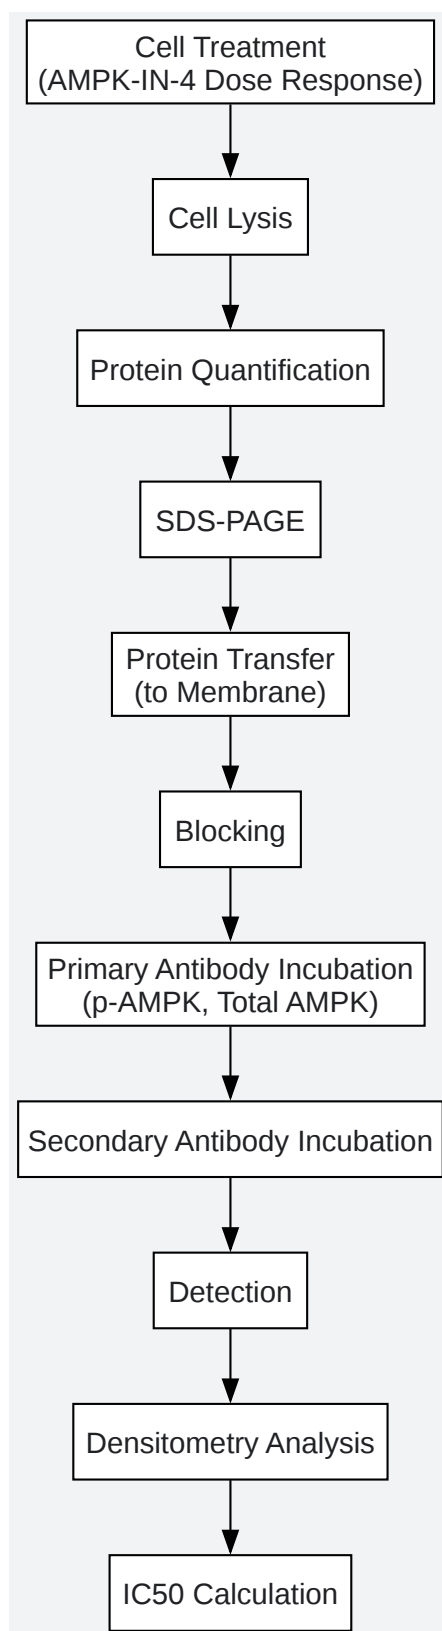 Cell Treatment
(AMPK-IN-4 Dose Response)
Cell Lysis
Protein Quantification
SDS-PAGE
Protein Transfer
(to Membrane)
Blocking
Primary Antibody Incubation
(p-AMPK, Total AMPK)
Secondary Antibody Incubation
Detection
Densitometry Analysis
IC50 Calculation